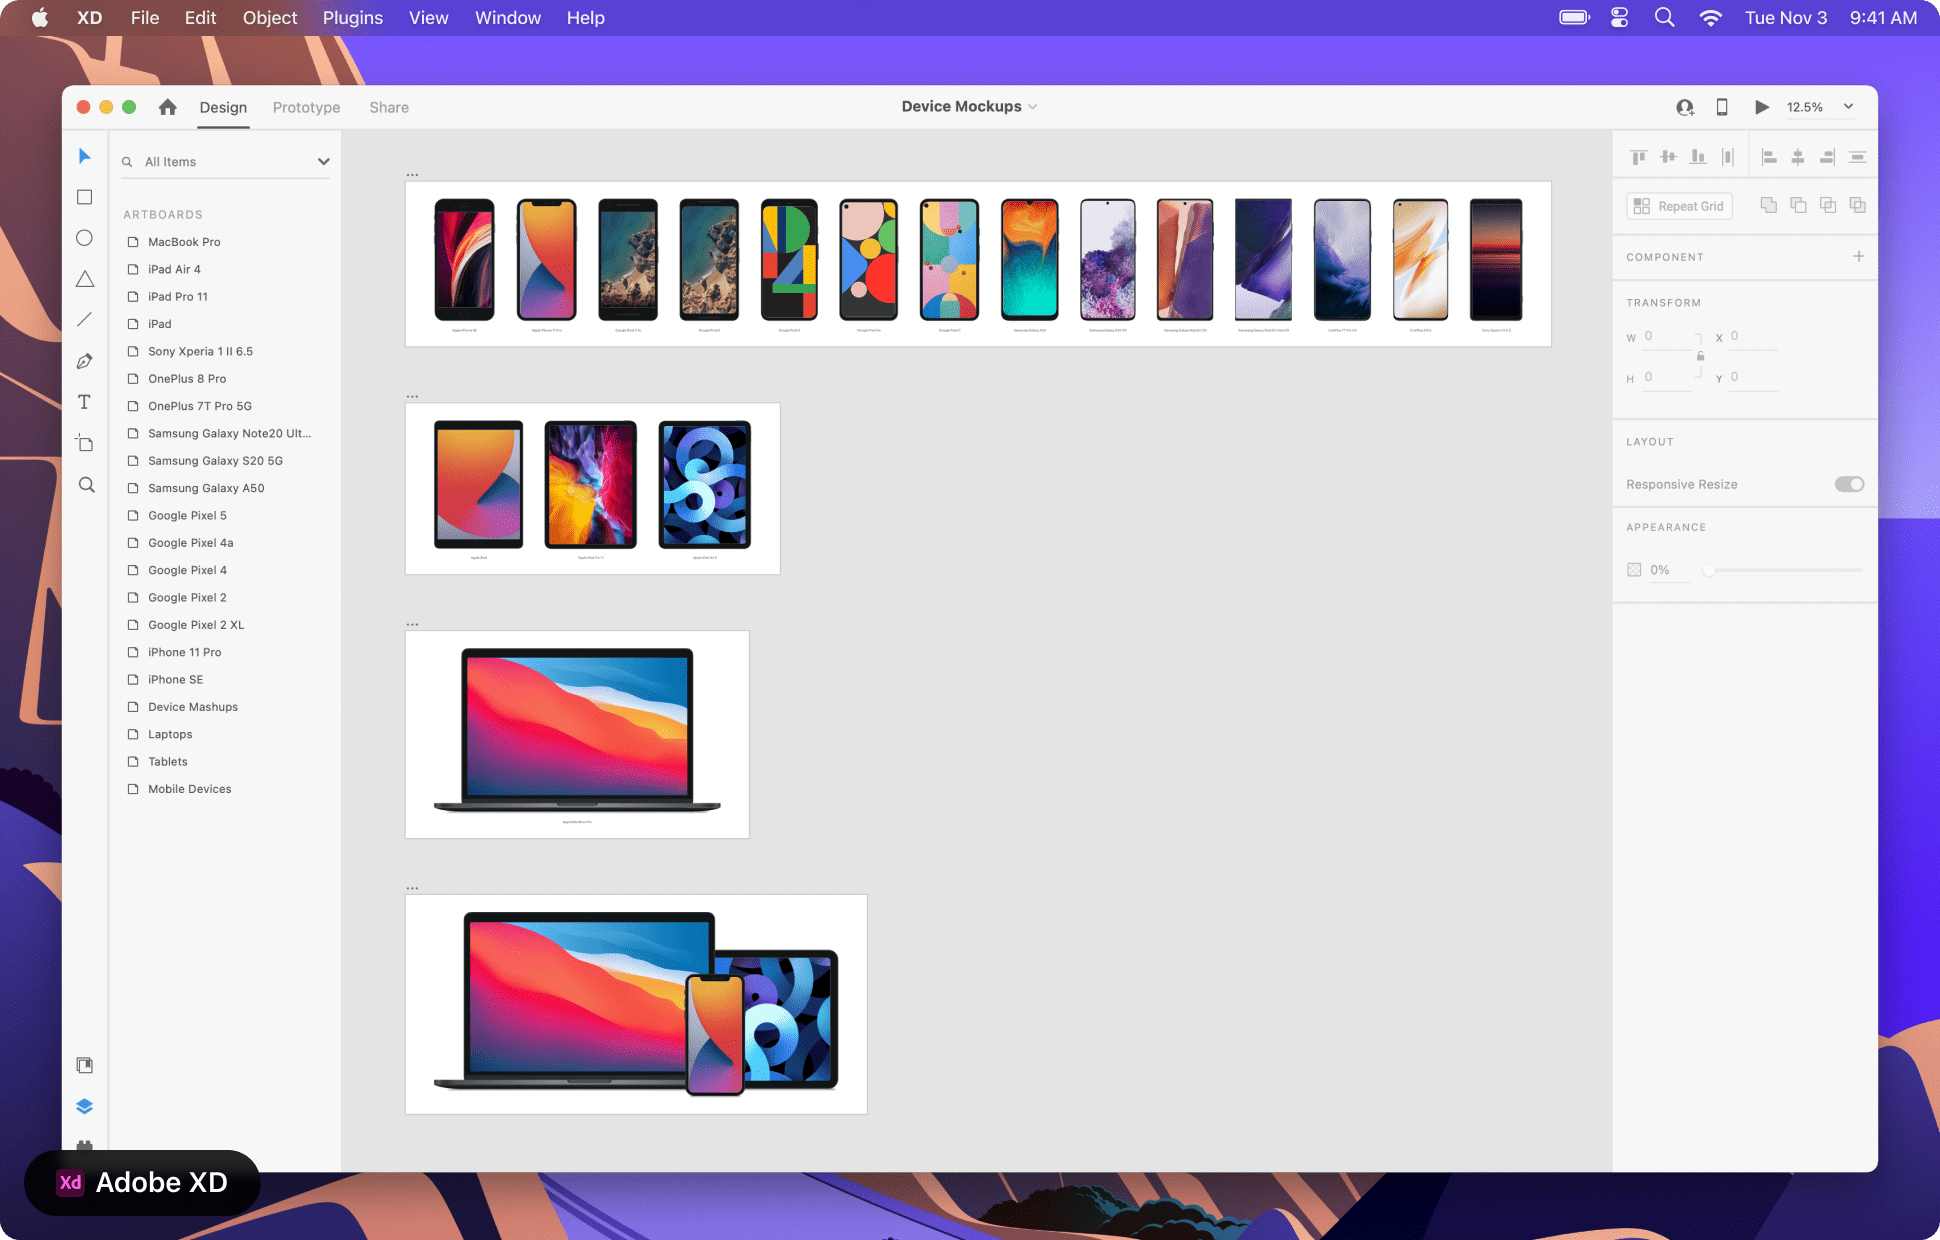 XD File Edit Object Plugins View Window Help
Tue Nov 3 9:41 AM
Design Prototype Share
Device Mockups
12.5%
All Items
ARTBOARDS
MacBook Pro
iPad Air 4
iPad Pro 11
iPad
Sony Xperia 1 II 6.5
OnePlus 8 Pro
OnePlus 7T Pro 5G
Samsung Galaxy Note20 Ult...
Samsung Galaxy S20 5G
Samsung Galaxy A50
Google Pixel 5
Google Pixel 4a
Google Pixel 4
Google Pixel 2
Google Pixel 2 XL
iPhone 11 Pro
iPhone SE
Device Mashups
Laptops
Tablets
Mobile Devices
...
...
...
...
Repeat Grid
COMPONENT
TRANSFORM
W 0 X 0
H 0 Y 0
LAYOUT
Responsive Resize
APPEARANCE
0%
Xd Adobe XD